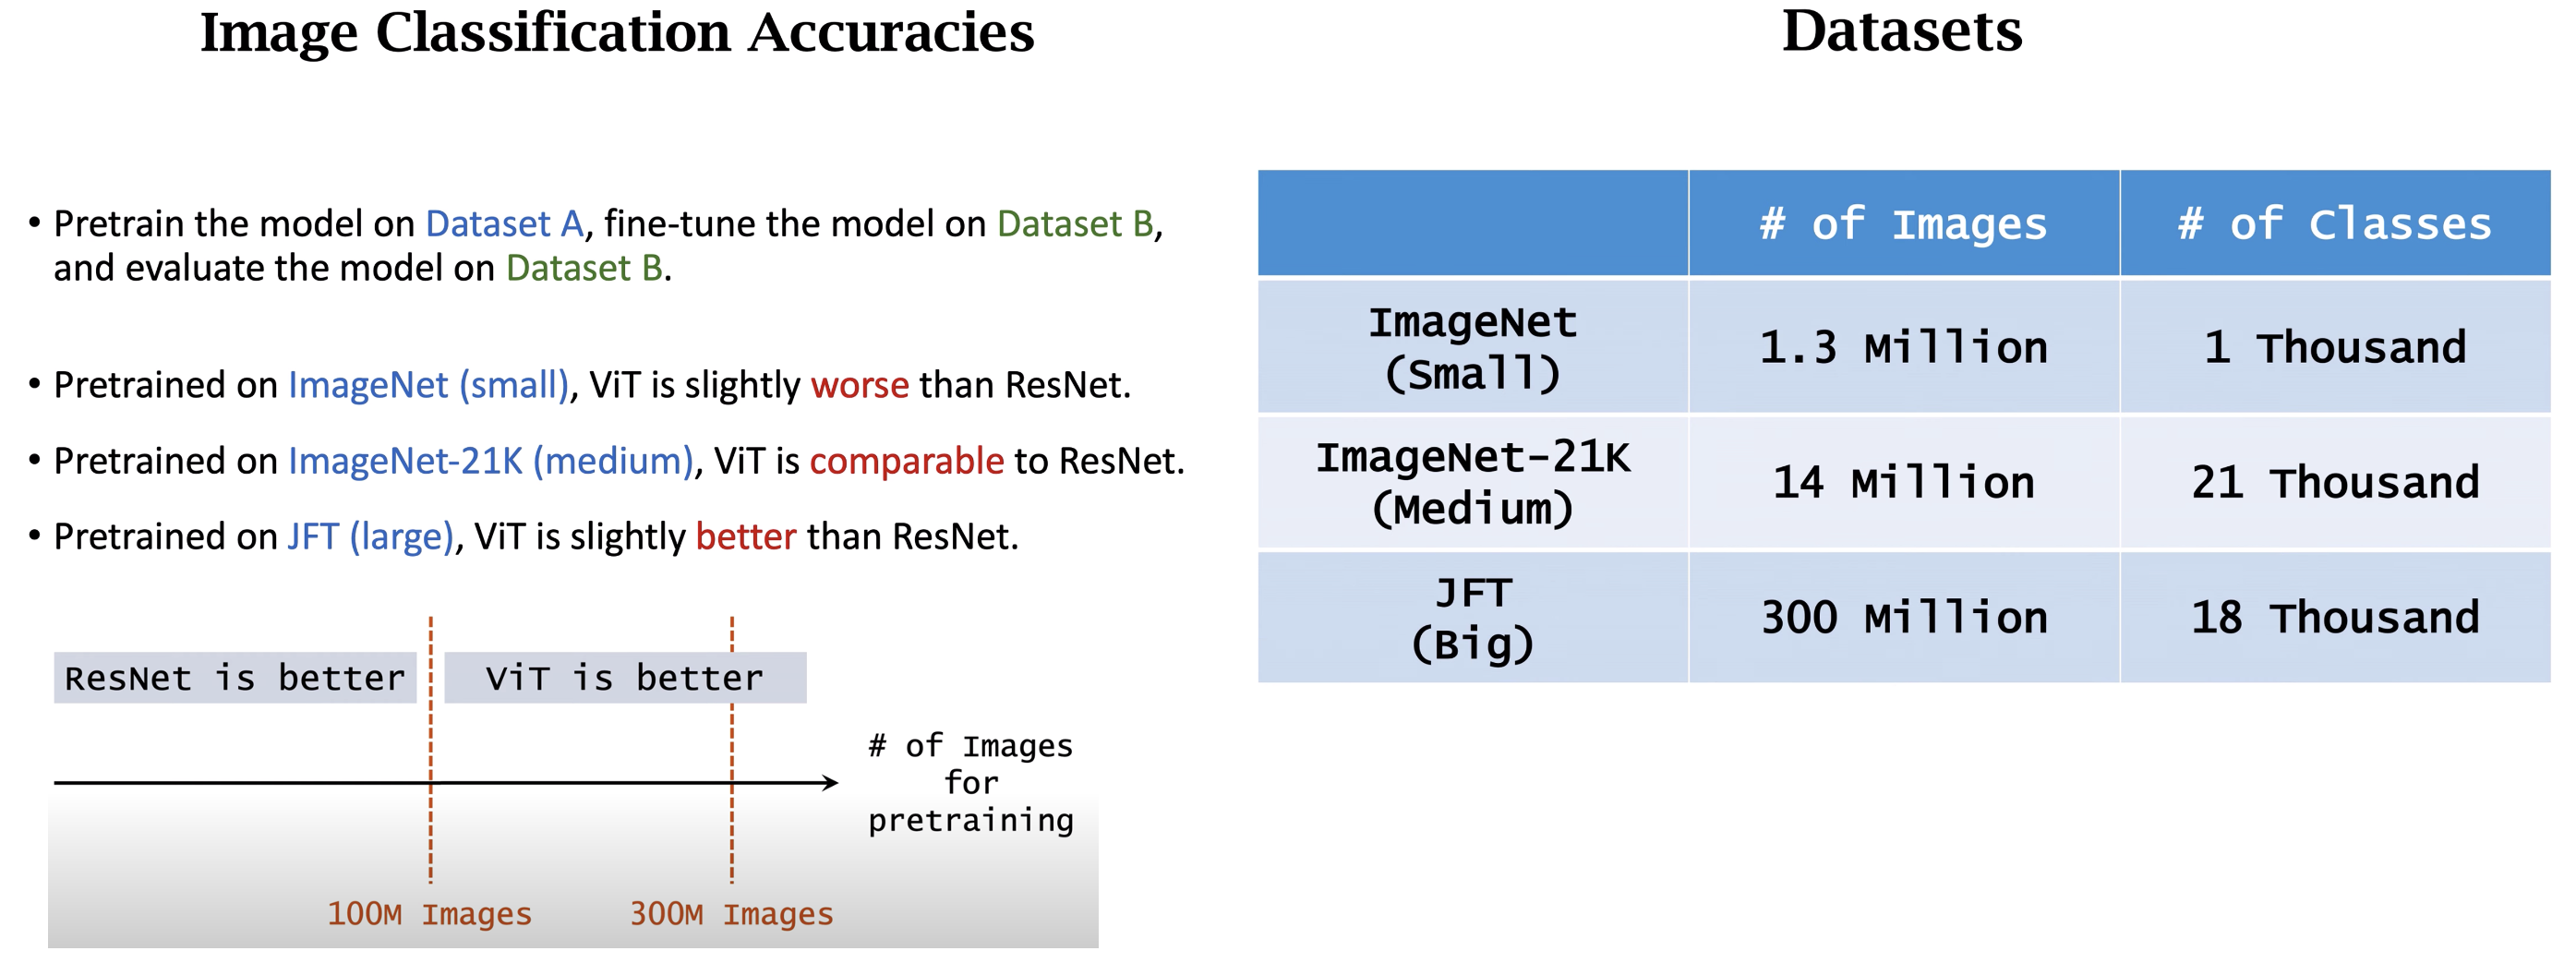 Image Classification Accuracies
• Pretrain the model on Dataset A, fine-tune the model on Dataset B,
and evaluate the model on Dataset B.
• Pretrained on ImageNet (small), ViT is slightly worse than ResNet.
• Pretrained on ImageNet-21K (medium), ViT is comparable to ResNet.
• Pretrained on JFT (large), ViT is slightly better than ResNet.
ResNet is better
ViT is better
# of Images
for
pretraining
100M Images
300M Images
Datasets
# of Images
# of Classes
ImageNet
(Small)
1.3 Million
1 Thousand
ImageNet-21K
(Medium)
14 Million
21 Thousand
JFT
(Big)
300 Million
18 Thousand